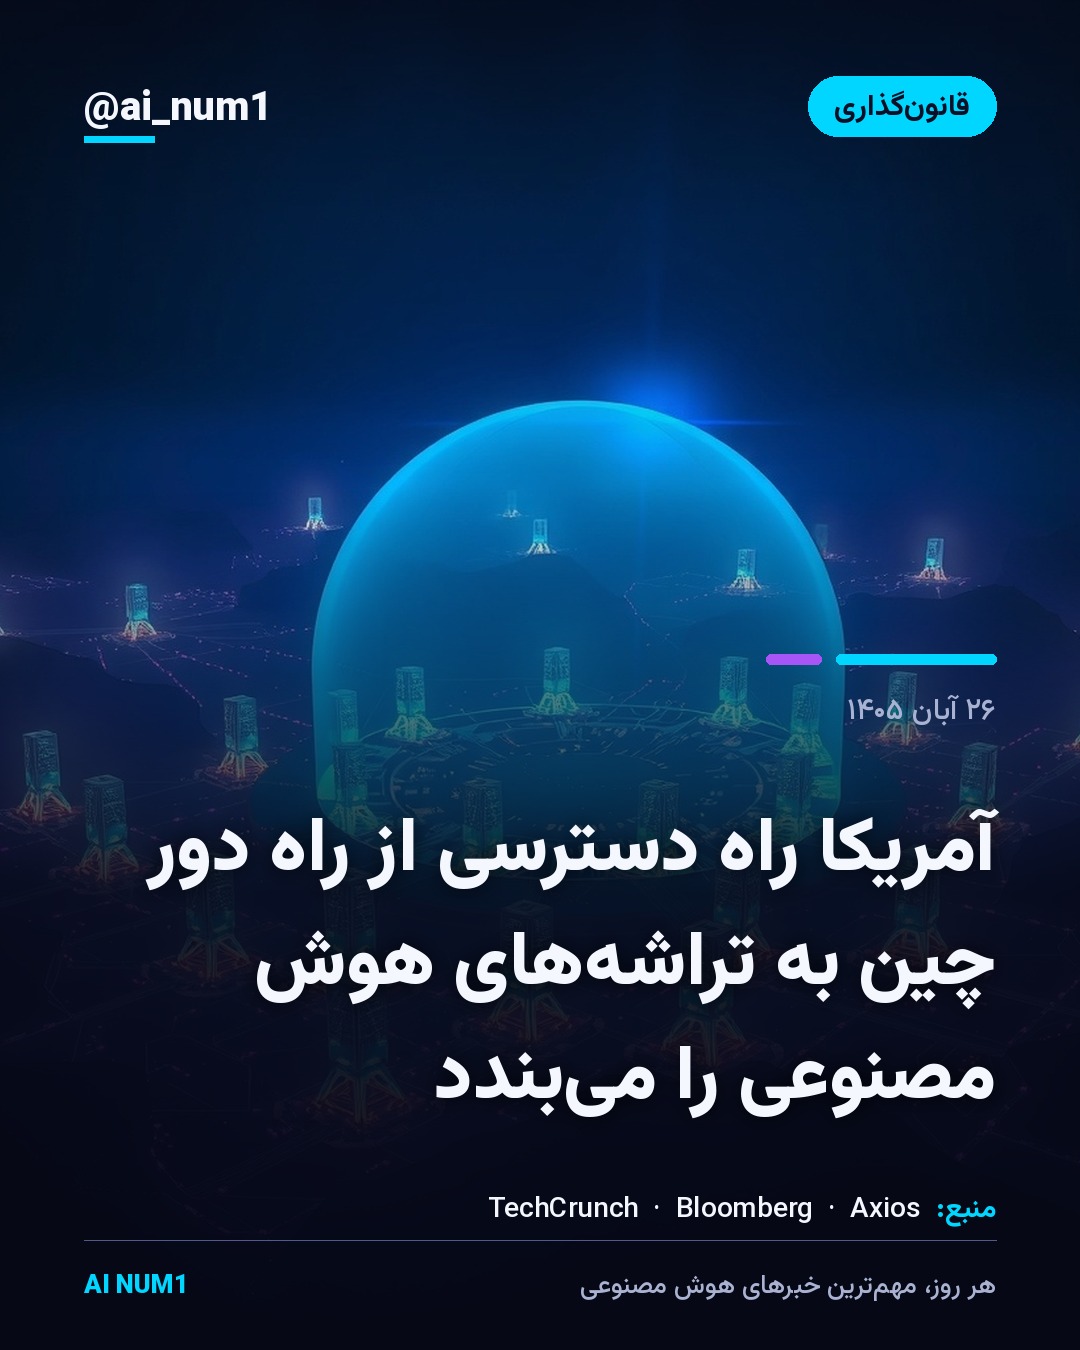 @ai_num1
قانون‌گذاری
۲۶ آبان ۱۴۰۵
آمریکا راه دسترسی از راه دور
چین به تراشه‌های هوش
مصنوعی را می‌بندد
منبع: Axios · Bloomberg · TechCrunch
هر روز، مهم‌ترین خبرهای هوش مصنوعی
AI NUM1